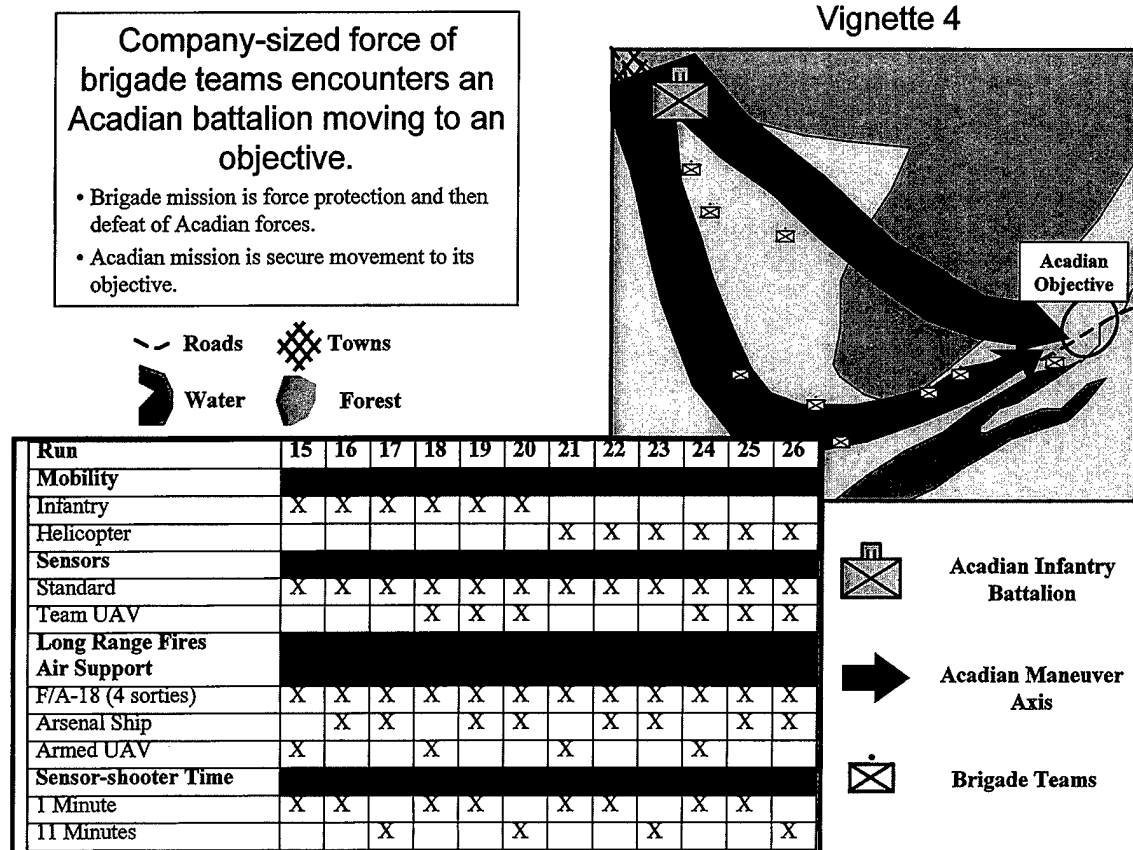 Vignette 4
Company-sized force of
brigade teams encounters an
Acadian battalion moving to an
objective.
• Brigade mission is force protection and then
defeat of Acadian forces.
• Acadian mission is secure movement to its
objective.
Roads Towns
Water Forest
Acadian
Objective
Run 15 16 17 18 19 20 21 22 23 24 25 26
Mobility
Infantry X X X X X X
Helicopter X X X X X X
Sensors
Standard X X X X X X X X X X X X
Team UAV X X X X X X
Long Range Fires
Air Support
F/A-18 (4 sorties) X X X X X X X X X X X X
Arsenal Ship X X X X X X X X
Armed UAV X X X X
Sensor-shooter Time
1 Minute X X X X X X X X
11 Minutes X X X X
Acadian Infantry
Battalion
Acadian Maneuver
Axis
Brigade Teams